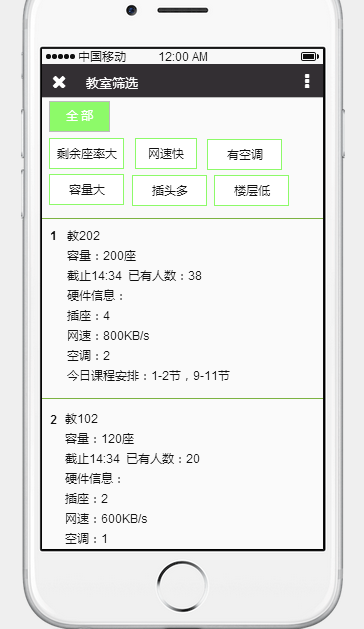 中国移动 12:00 AM
教室筛选
全部
剩余座率大 网速快 有空调
容量大 插头多 楼层低
1 教202
容量：200座
截止14:34 已有人数：38
硬件信息：
插座：4
网速：800KB/s
空调：2
今日课程安排：1-2节，9-11节
2 教102
容量：120座
截止14:34 已有人数：20
硬件信息：
插座：2
网速：600KB/s
空调：1